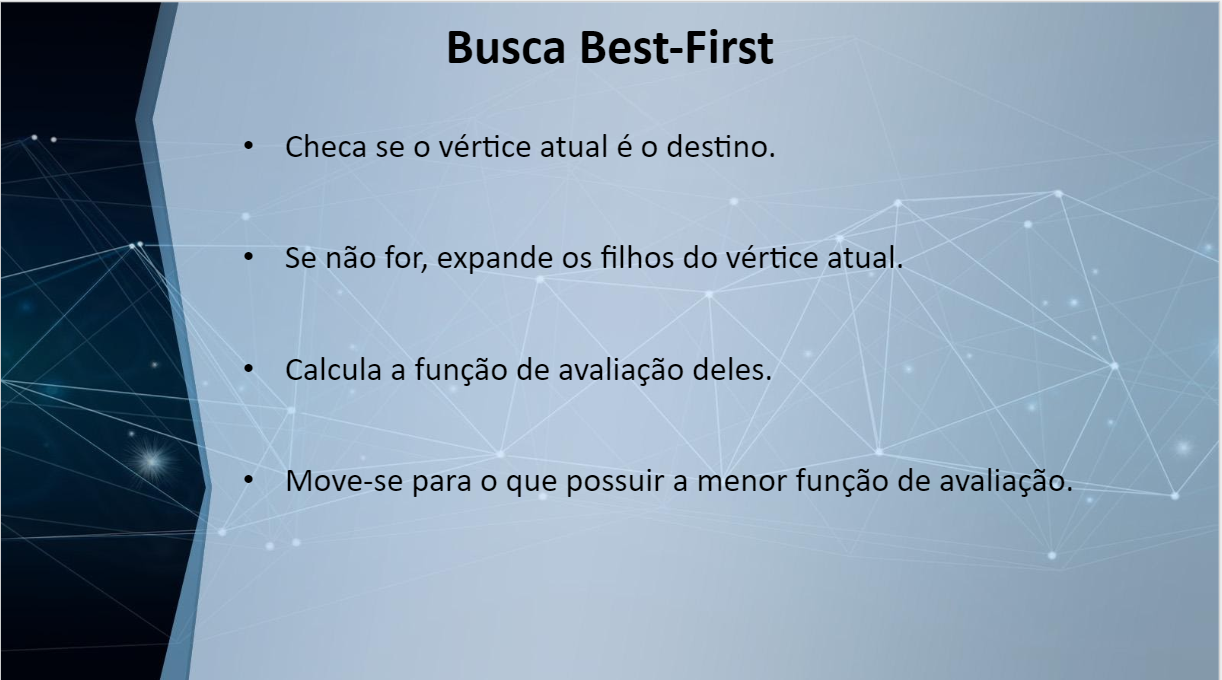 Busca Best-First
• Checa se o vértice atual é o destino.
• Se não for, expande os filhos do vértice atual.
• Calcula a função de avaliação deles.
• Move-se para o que possuir a menor função de avaliação.